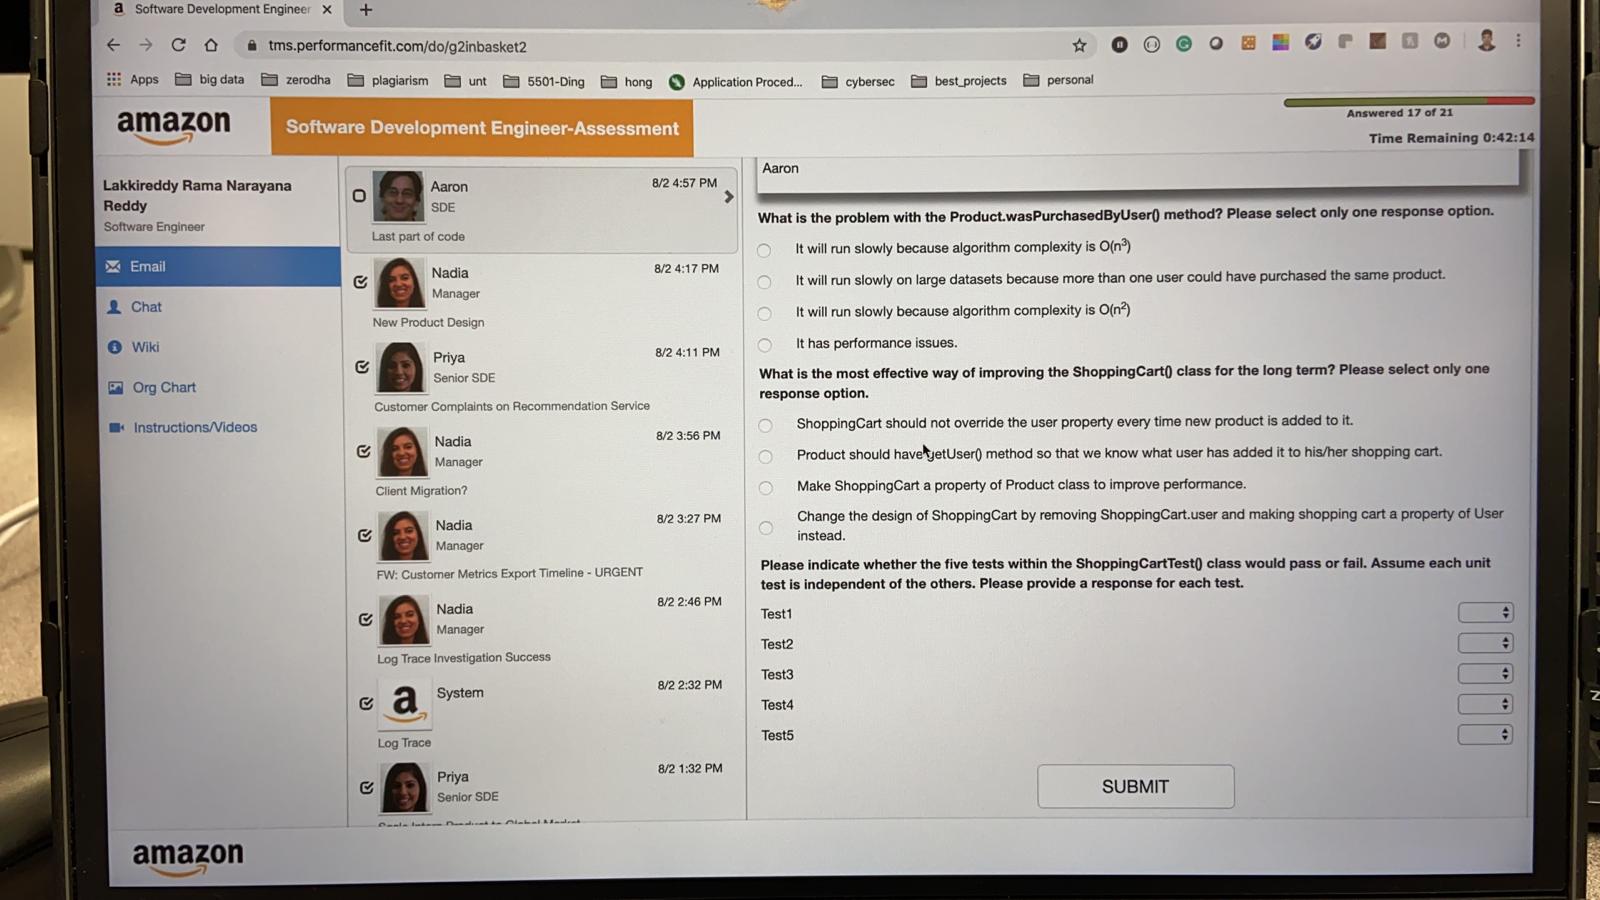 a Software Development Engineer × +
tms.performancefit.com/do/g2inbasket2
Apps big data zerodha plagiarism unt 5501-Ding hong Application Proced... cybersec best_projects personal
amazon
Software Development Engineer-Assessment
Answered 17 of 21
Time Remaining 0:42:14
Lakkireddy Rama Narayana
Reddy
Software Engineer
Email
Chat
Wiki
Org Chart
Instructions/Videos
Aaron 8/2 4:57 PM
SDE
Last part of code
Nadia 8/2 4:17 PM
Manager
New Product Design
Priya 8/2 4:11 PM
Senior SDE
Customer Complaints on Recommendation Service
Nadia 8/2 3:56 PM
Manager
Client Migration?
Nadia 8/2 3:27 PM
Manager
FW: Customer Metrics Export Timeline - URGENT
Nadia 8/2 2:46 PM
Manager
Log Trace Investigation Success
a System 8/2 2:32 PM
Log Trace
Priya 8/2 1:32 PM
Senior SDE
Aaron
What is the problem with the Product.wasPurchasedByUser() method? Please select only one response option.
It will run slowly because algorithm complexity is O(n³)
It will run slowly on large datasets because more than one user could have purchased the same product.
It will run slowly because algorithm complexity is O(n²)
It has performance issues.
What is the most effective way of improving the ShoppingCart() class for the long term? Please select only one
response option.
ShoppingCart should not override the user property every time new product is added to it.
Product should have getUser() method so that we know what user has added it to his/her shopping cart.
Make ShoppingCart a property of Product class to improve performance.
Change the design of ShoppingCart by removing ShoppingCart.user and making shopping cart a property of User
instead.
Please indicate whether the five tests within the ShoppingCartTest() class would pass or fail. Assume each unit
test is independent of the others. Please provide a response for each test.
Test1
Test2
Test3
Test4
Test5
SUBMIT
amazon